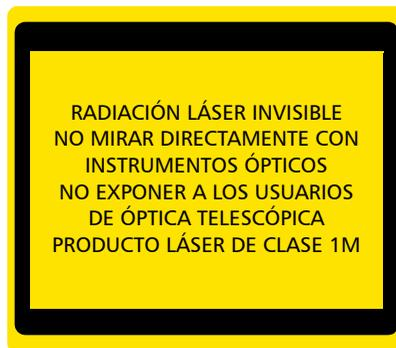 RADIACIÓN LÁSER INVISIBLE
NO MIRAR DIRECTAMENTE CON
INSTRUMENTOS ÓPTICOS
NO EXPONER A LOS USUARIOS
DE ÓPTICA TELESCÓPICA
PRODUCTO LÁSER DE CLASE 1M